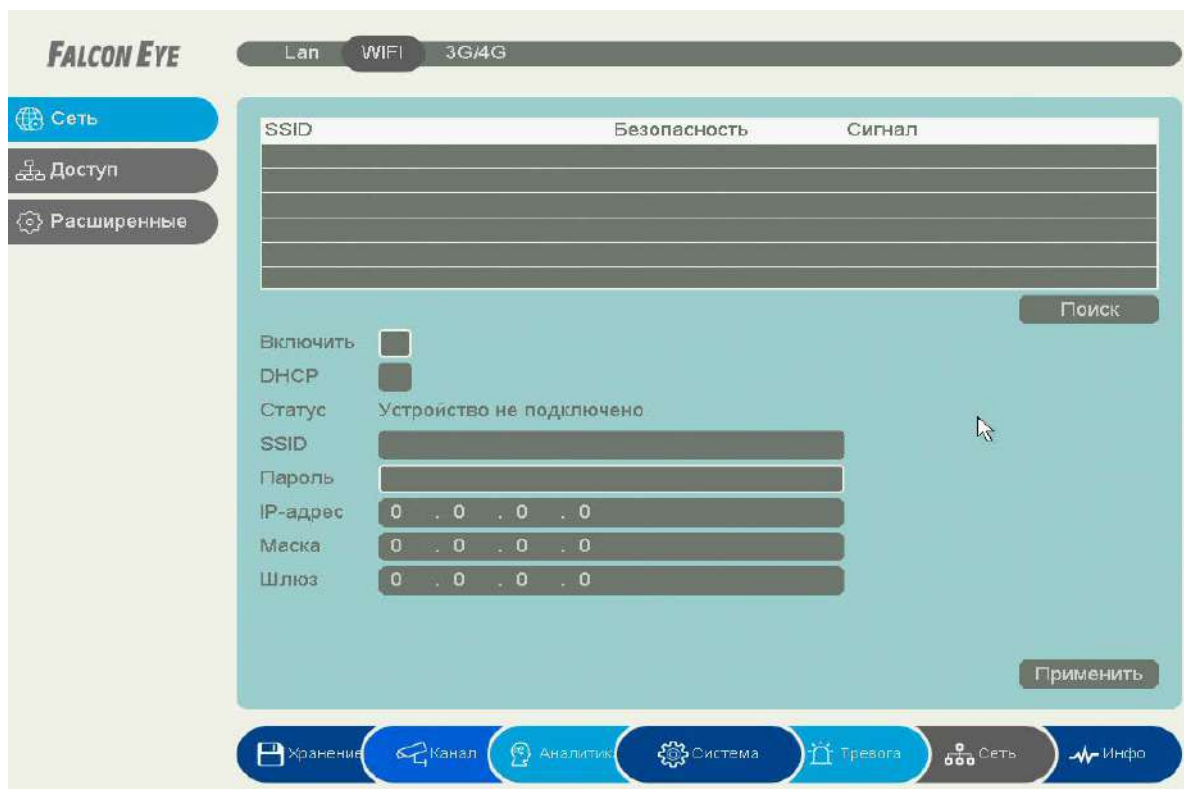 FALCON EYE
Lan WIFI 3G/4G
Сеть
Доступ
Расширенные
SSID Безопасность Сигнал
Поиск
Включить
DHCP
Статус Устройство не подключено
SSID
Пароль
IP-адрес 0 . 0 . 0 . 0
Маска 0 . 0 . 0 . 0
Шлюз 0 . 0 . 0 . 0
Применить
Хранение Канал Аналитик Система Тревога Сеть Инфо